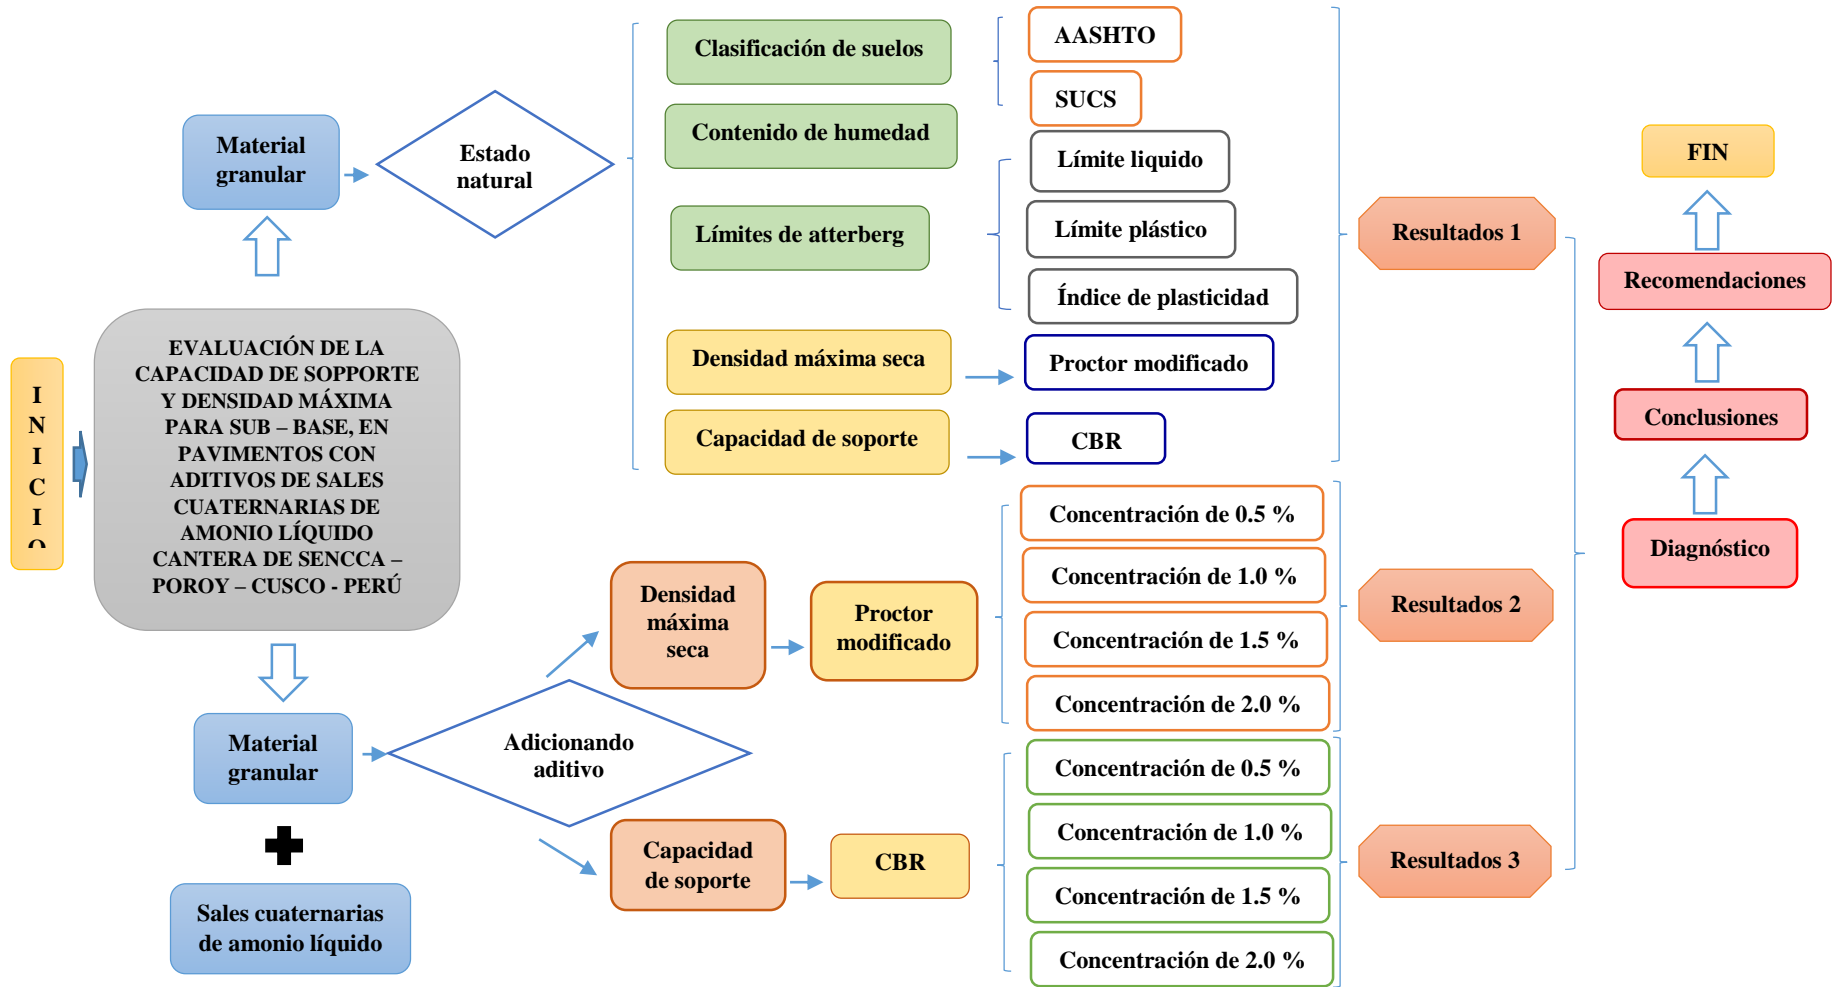 I
N
I
C
I
O
EVALUACIÓN DE LA
CAPACIDAD DE SOPPORTE
Y DENSIDAD MÁXIMA
PARA SUB – BASE, EN
PAVIMENTOS CON
ADITIVOS DE SALES
CUATERNARIAS DE
AMONIO LÍQUIDO
CANTERA DE SENCCA –
POROY – CUSCO - PERÚ
Material
granular
Estado
natural
Clasificación de suelos
AASHTO
SUCS
Contenido de humedad
Límites de atterberg
Límite liquido
Límite plástico
Índice de plasticidad
Densidad máxima seca
Proctor modificado
Capacidad de soporte
CBR
Resultados 1
Material
granular
Sales cuaternarias
de amonio líquido
Adicionando
aditivo
Densidad
máxima
seca
Proctor
modificado
Concentración de 0.5 %
Concentración de 1.0 %
Concentración de 1.5 %
Concentración de 2.0 %
Resultados 2
Capacidad
de soporte
CBR
Concentración de 0.5 %
Concentración de 1.0 %
Concentración de 1.5 %
Concentración de 2.0 %
Resultados 3
FIN
Recomendaciones
Conclusiones
Diagnóstico